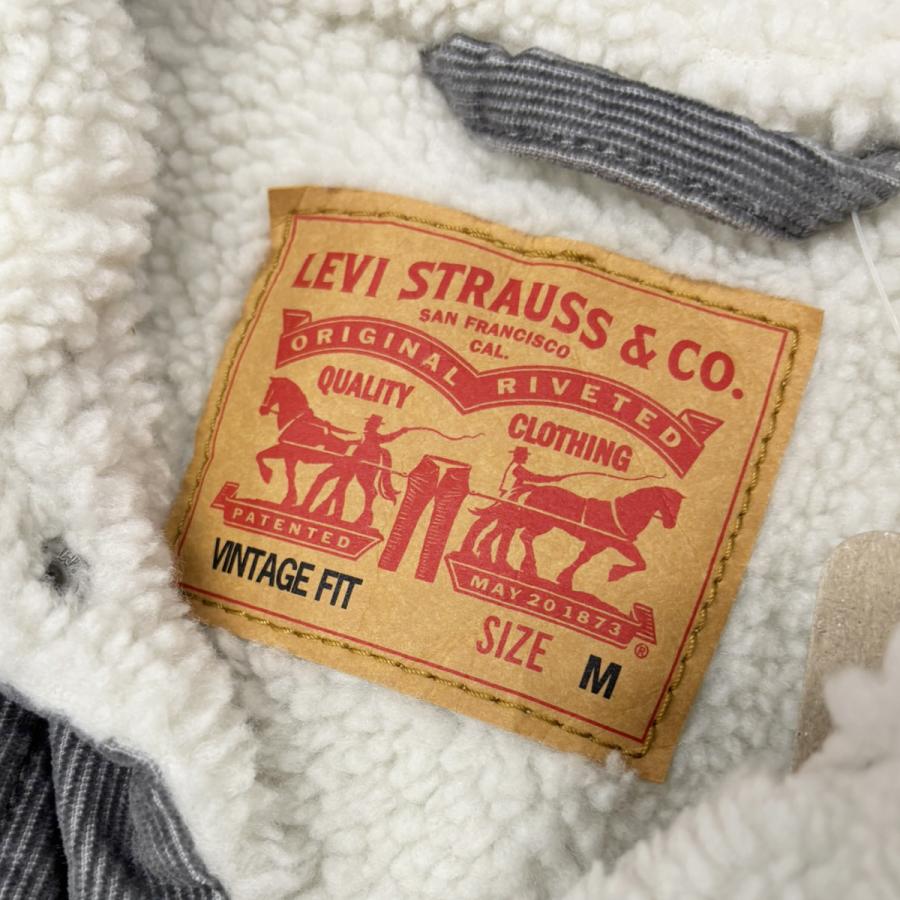 LEVI STRAUSS & CO.
SAN FRANCISCO
CAL.
ORIGINAL RIVETED
QUALITY CLOTHING
PATENTED MAY 20 1873
VINTAGE FIT
SIZE M
®